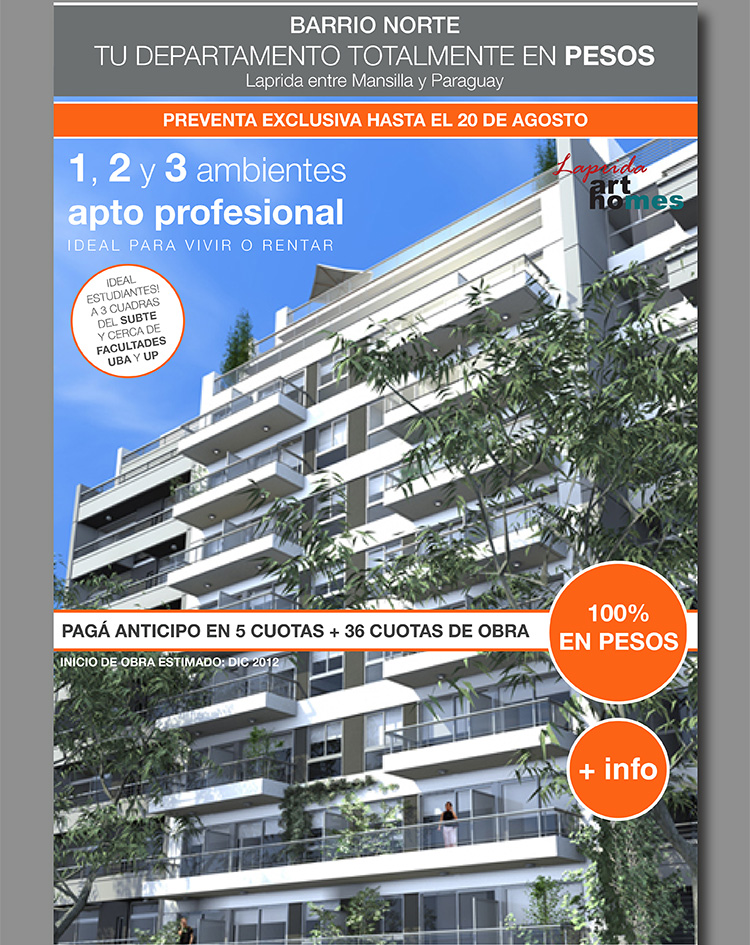 BARRIO NORTE
TU DEPARTAMENTO TOTALMENTE EN PESOS
Laprida entre Mansilla y Paraguay
PREVENTA EXCLUSIVA HASTA EL 20 DE AGOSTO
1, 2 y 3 ambientes
apto profesional
IDEAL PARA VIVIR O RENTAR
Laprida
art
homes
IDEAL
ESTUDIANTES!
A 3 CUADRAS
DEL SUBTE
Y CERCA DE
FACULTADES
UBA Y UP
PAGÁ ANTICIPO EN 5 CUOTAS + 36 CUOTAS DE OBRA
100%
EN PESOS
INICIO DE OBRA ESTIMADO: DIC 2012
+ info